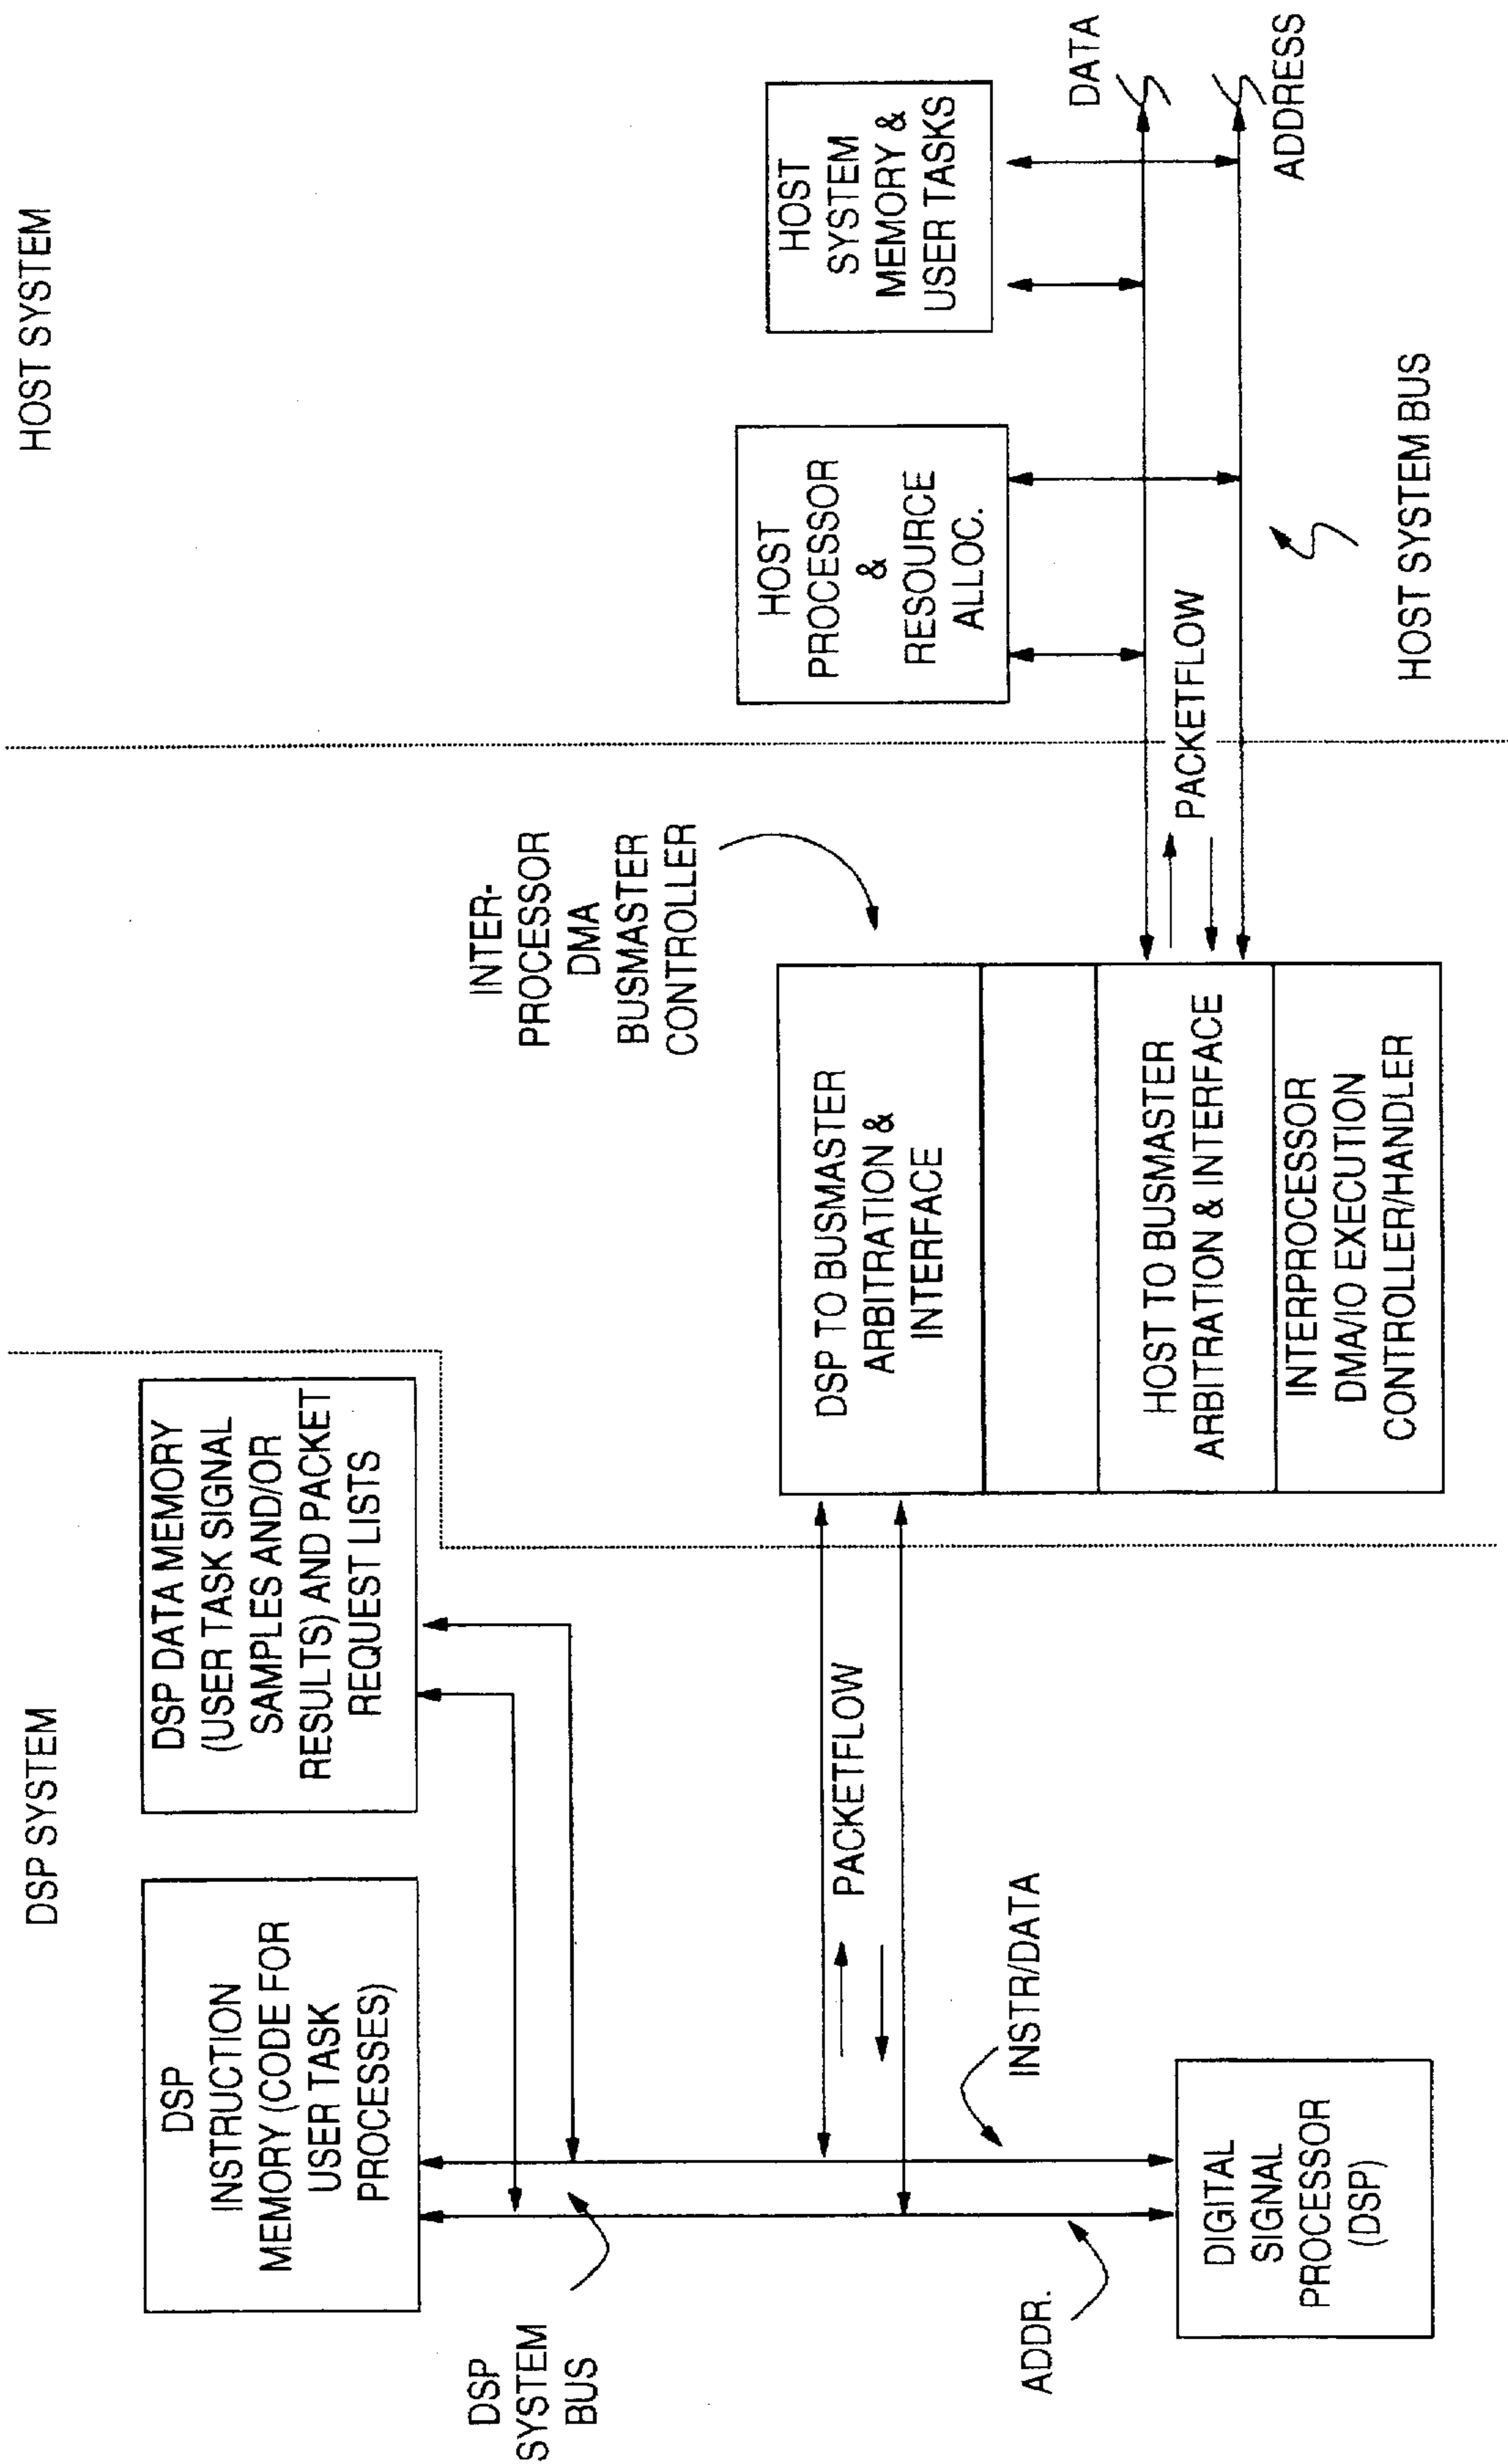 DSP SYSTEM
HOST SYSTEM
DSP
INSTRUCTION
MEMORY (CODE FOR
USER TASK
PROCESSES)
DSP DATA MEMORY
(USER TASK SIGNAL
SAMPLES AND/OR
RESULTS) AND PACKET
REQUEST LISTS
DSP
SYSTEM
BUS
INTER-
PROCESSOR
DMA
BUSMASTER
CONTROLLER
HOST
PROCESSOR
&
RESOURCE
ALLOC.
HOST
SYSTEM
MEMORY &
USER TASKS
PACKETFLOW
DSP TO BUSMASTER
ARBITRATION &
INTERFACE
HOST TO BUSMASTER
ARBITRATION & INTERFACE
INTERPROCESSOR
DMA/IO EXECUTION
CONTROLLER/HANDLER
PACKETFLOW
DATA
ADDRESS
HOST SYSTEM BUS
INSTR/DATA
ADDR.
DIGITAL
SIGNAL
PROCESSOR
(DSP)